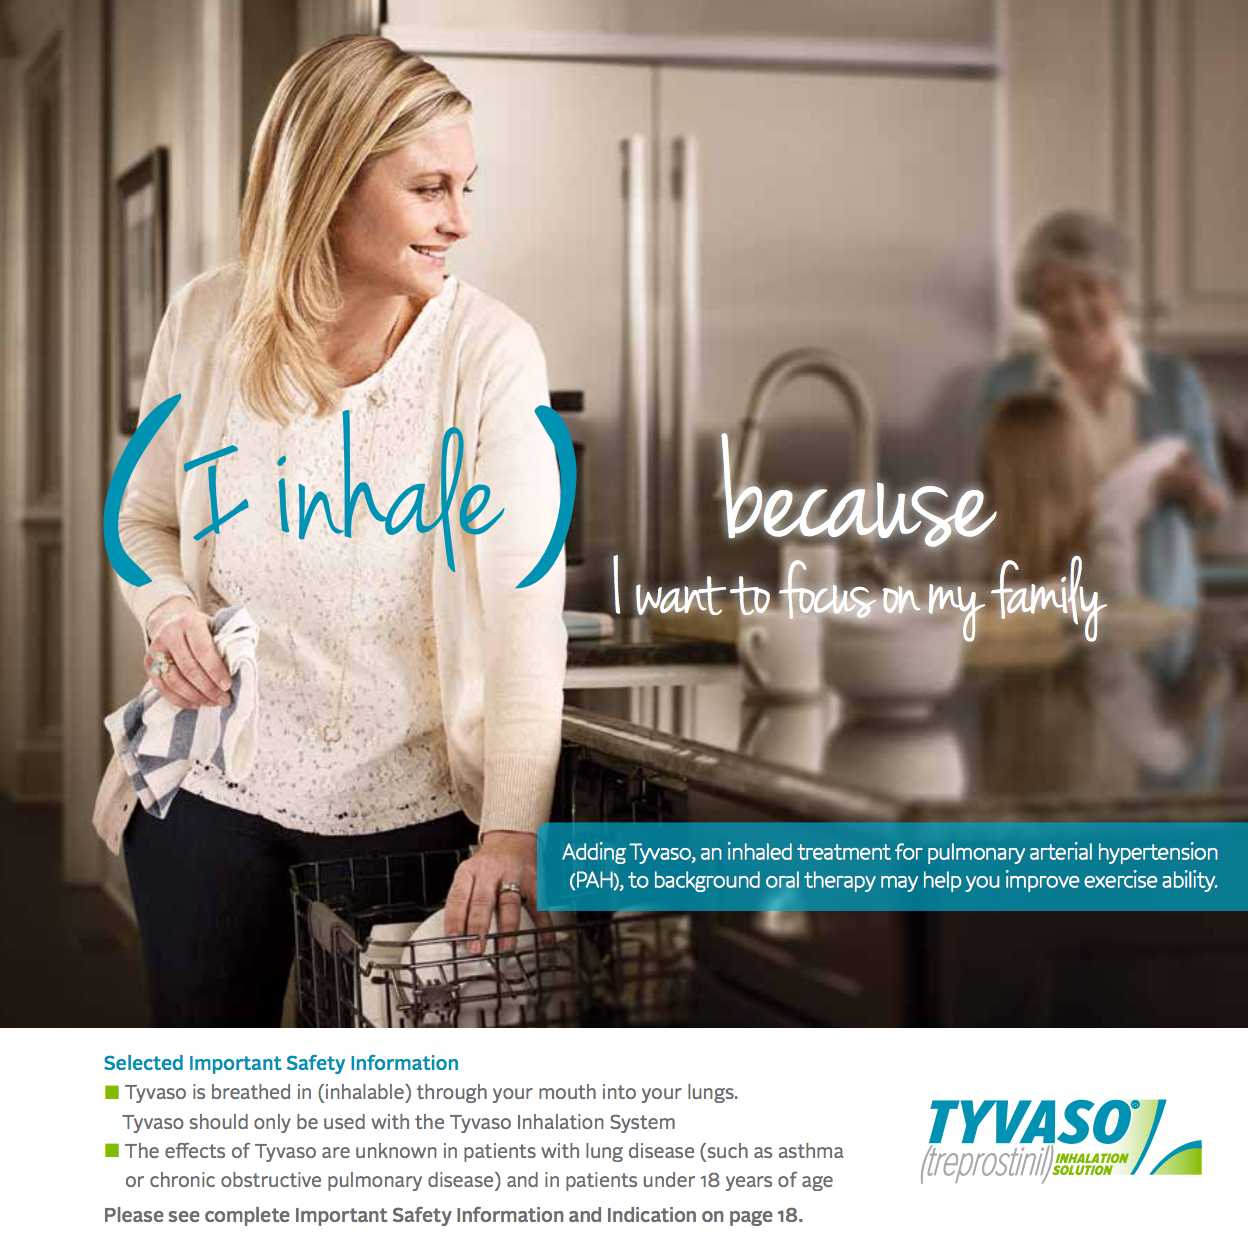 (I inhale)
because
I want to focus on my family
Adding Tyvaso, an inhaled treatment for pulmonary arterial hypertension
(PAH), to background oral therapy may help you improve exercise ability.
Selected Important Safety Information
■ Tyvaso is breathed in (inhalable) through your mouth into your lungs.
Tyvaso should only be used with the Tyvaso Inhalation System
■ The effects of Tyvaso are unknown in patients with lung disease (such as asthma
or chronic obstructive pulmonary disease) and in patients under 18 years of age
Please see complete Important Safety Information and Indication on page 18.
TYVASO®
(treprostinil) INHALATION
SOLUTION